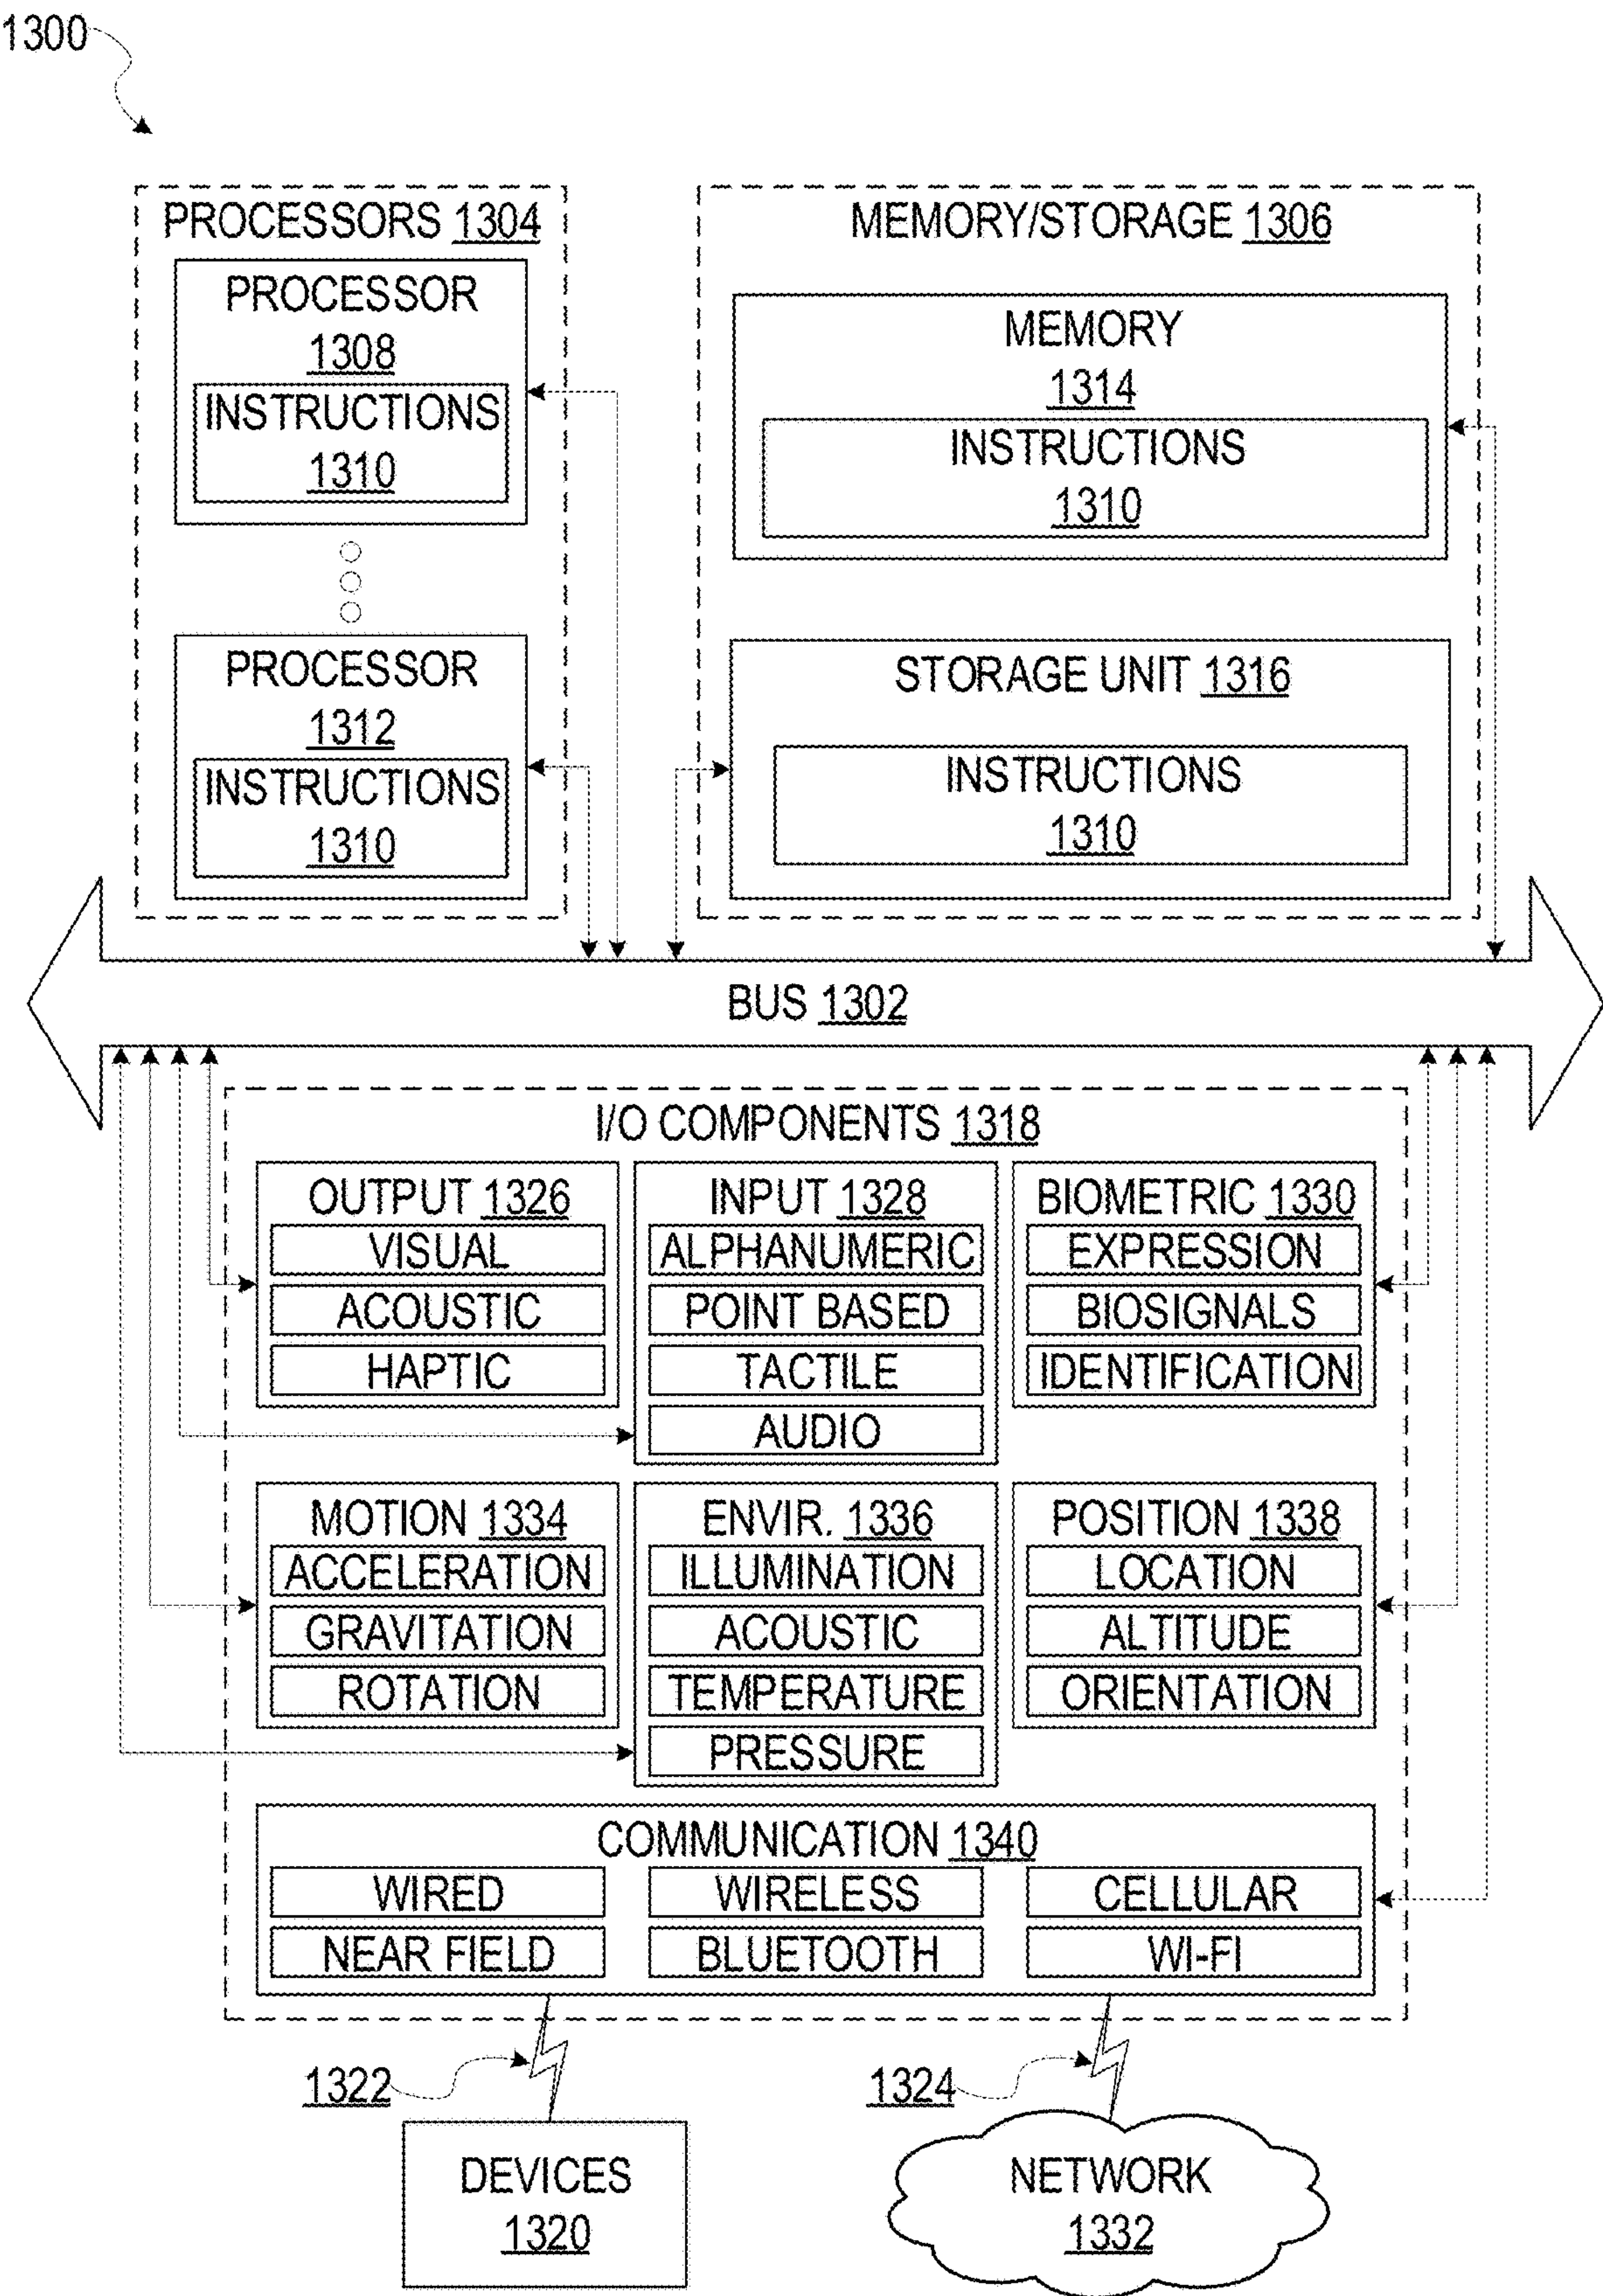 1300
PROCESSORS 1304
PROCESSOR
1308
INSTRUCTIONS
1310
PROCESSOR
1312
INSTRUCTIONS
1310
MEMORY/STORAGE 1306
MEMORY
1314
INSTRUCTIONS
1310
STORAGE UNIT 1316
INSTRUCTIONS
1310
BUS 1302
I/O COMPONENTS 1318
OUTPUT 1326
VISUAL
ACOUSTIC
HAPTIC
INPUT 1328
ALPHANUMERIC
POINT BASED
TACTILE
AUDIO
BIOMETRIC 1330
EXPRESSION
BIOSIGNALS
IDENTIFICATION
MOTION 1334
ACCELERATION
GRAVITATION
ROTATION
ENVIR. 1336
ILLUMINATION
ACOUSTIC
TEMPERATURE
PRESSURE
POSITION 1338
LOCATION
ALTITUDE
ORIENTATION
COMMUNICATION 1340
WIRED
WIRELESS
CELLULAR
NEAR FIELD
BLUETOOTH
WI-FI
1322
1324
DEVICES
1320
NETWORK
1332